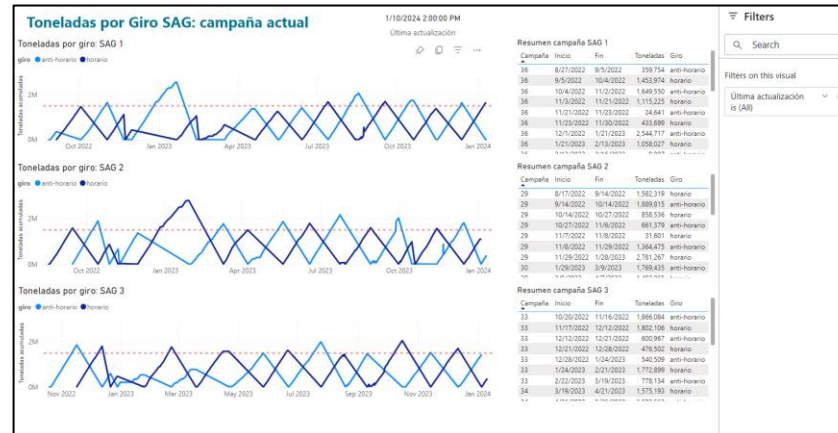 Toneladas por Giro SAG: campaña actual
1/10/2024 2:00:00 PM
Última actualización
Toneladas por giro: SAG 1
giro anti-horario horario
Toneladas acumuladas
2M
0M
Oct 2022 Jan 2023 Apr 2023 Jul 2023 Oct 2023 Jan 2024
Resumen campaña SAG 1
Campaña Inicio Fin Toneladas Giro
36 8/27/2022 9/5/2022 359,754 anti-horario
36 9/5/2022 10/4/2022 1,453,974 horario
36 10/4/2022 11/2/2022 1,649,550 anti-horario
36 11/3/2022 11/21/2022 1,115,225 horario
36 11/21/2022 11/23/2022 24,641 anti-horario
36 11/23/2022 11/30/2022 433,699 horario
36 12/1/2022 1/21/2023 2,544,717 anti-horario
36 1/21/2023 2/13/2023 1,058,027 horario
Toneladas por giro: SAG 2
giro anti-horario horario
Toneladas acumuladas
2M
0M
Oct 2022 Jan 2023 Apr 2023 Jul 2023 Oct 2023 Jan 2024
Resumen campaña SAG 2
Campaña Inicio Fin Toneladas Giro
29 8/17/2022 9/14/2022 1,582,319 horario
29 9/14/2022 10/14/2022 1,889,815 anti-horario
29 10/14/2022 10/27/2022 858,536 horario
29 10/27/2022 11/6/2022 661,379 anti-horario
29 11/7/2022 11/8/2022 31,601 horario
29 11/8/2022 11/29/2022 1,364,475 anti-horario
29 11/29/2022 1/28/2023 2,781,267 horario
30 1/29/2023 3/9/2023 1,769,435 anti-horario
Toneladas por giro: SAG 3
giro anti-horario horario
Toneladas acumuladas
2M
0M
Nov 2022 Jan 2023 Mar 2023 May 2023 Jul 2023 Sep 2023 Nov 2023 Jan 2024
Resumen campaña SAG 3
Campaña Inicio Fin Toneladas Giro
33 10/20/2022 11/16/2022 1,866,084 anti-horario
33 11/17/2022 12/12/2022 1,802,106 horario
33 12/12/2022 12/21/2022 600,967 anti-horario
33 12/21/2022 12/28/2022 476,502 horario
33 12/28/2022 1/24/2023 540,509 anti-horario
33 1/24/2023 2/21/2023 1,772,899 horario
33 2/22/2023 3/19/2023 778,134 anti-horario
34 3/19/2023 4/21/2023 1,575,193 horario
Filters
Search
Filters on this visual
Última actualización
is (All)